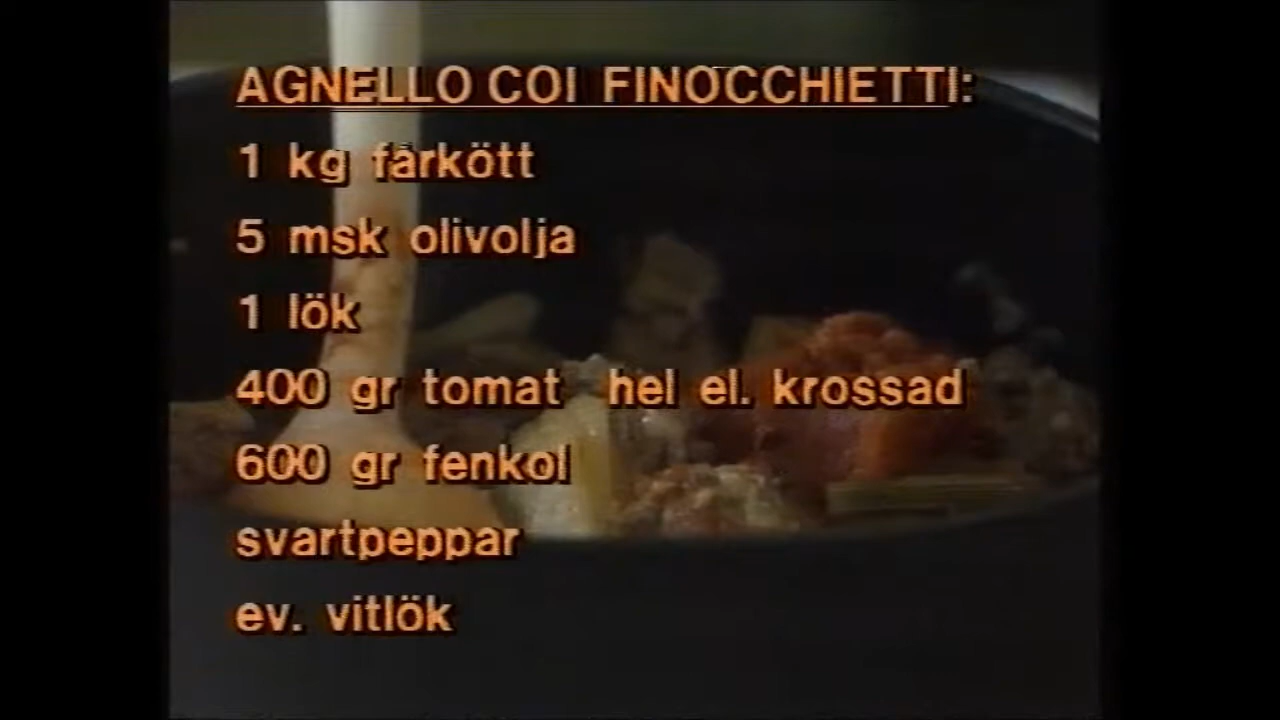 AGNELLO COI FINOCCHIETTI:
1 kg fårkött
5 msk olivolja
1 lök
400 gr tomat hel el. krossad
600 gr fenkol
svartpeppar
ev. vitlök